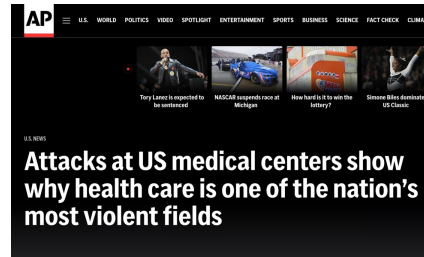 AP
U.S. WORLD POLITICS VIDEO SPOTLIGHT ENTERTAINMENT SPORTS BUSINESS SCIENCE FACT CHECK CLIMA
Tory Lanez is expected to
be sentenced
NASCAR suspends race at
Michigan
How hard is it to win the
lottery?
Simone Biles dominate
US Classic
U.S. NEWS
Attacks at US medical centers show
why health care is one of the nation’s
most violent fields